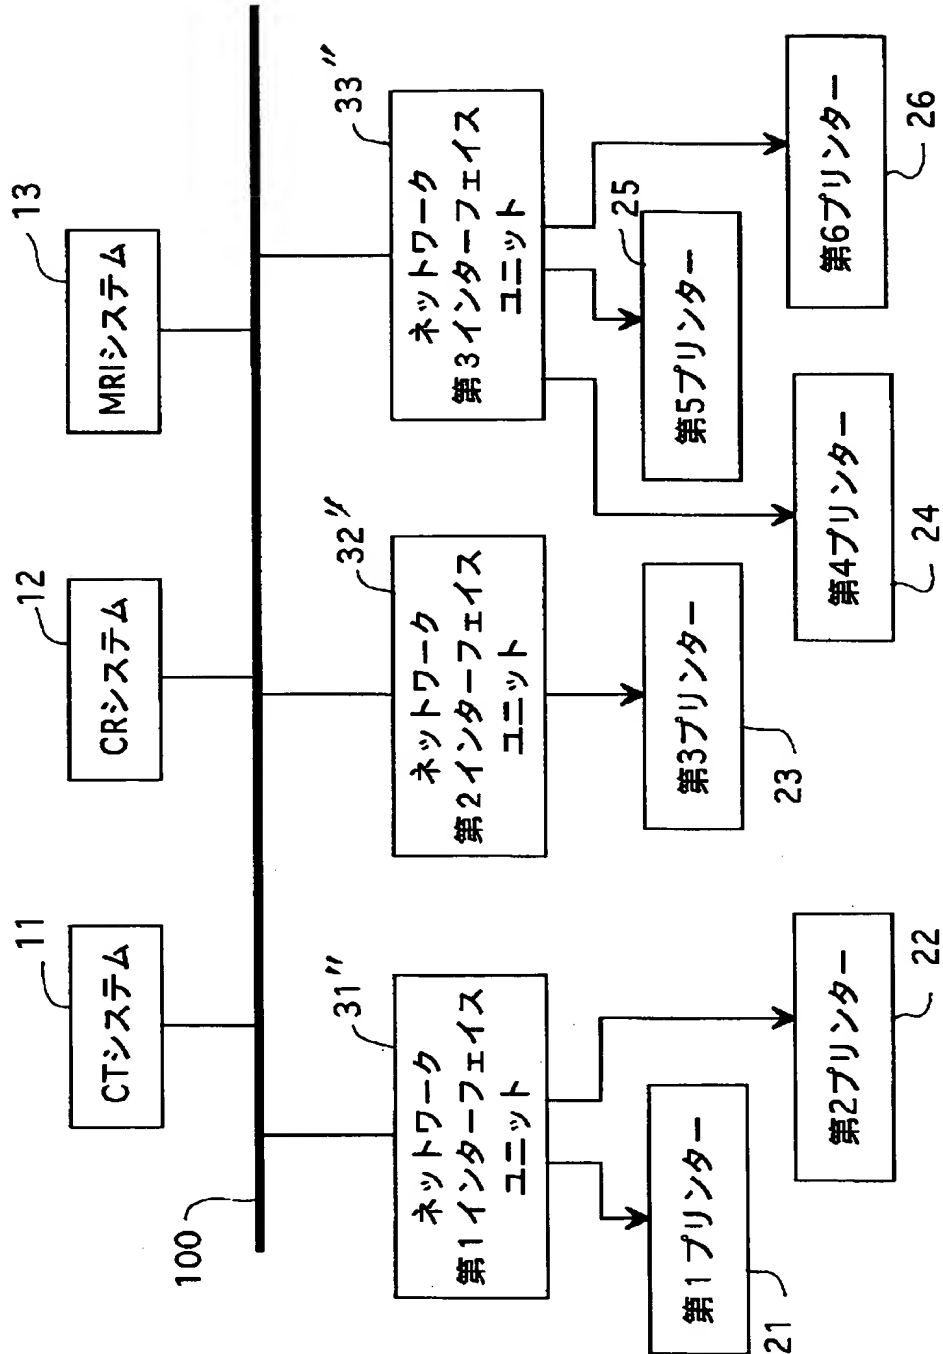 11
CTシステム
12
CRシステム
13
MRIシステム
100
31″
ネットワーク
第1インターフェイス
ユニット
32″
ネットワーク
第2インターフェイス
ユニット
33″
ネットワーク
第3インターフェイス
ユニット
第1プリンター
21
第2プリンター
22
第3プリンター
23
第4プリンター
24
第5プリンター
25
第6プリンター
26